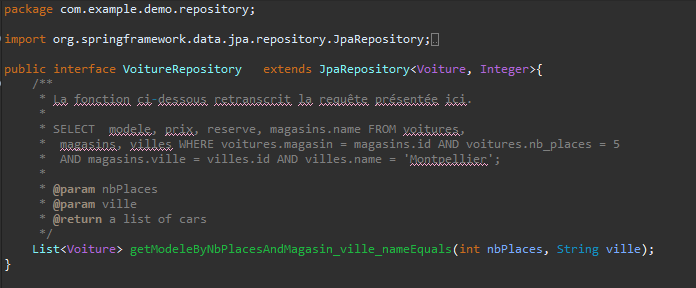 package com.example.demo.repository;
import org.springframework.data.jpa.repository.JpaRepository;
public interface VoitureRepository   extends JpaRepository<Voiture, Integer>{
/**
* La fonction ci-dessous retranscrit la requête présentée ici.
*
* SELECT  modele, prix, reserve, magasins.name FROM voitures,
*  magasins, villes WHERE voitures.magasin = magasins.id AND voitures.nb_places = 5
*  AND magasins.ville = villes.id AND villes.name = 'Montpellier';
*
* @param nbPlaces
* @param ville
* @return a list of cars
*/
List<Voiture> getModeleByNbPlacesAndMagasin_ville_nameEquals(int nbPlaces, String ville);
}